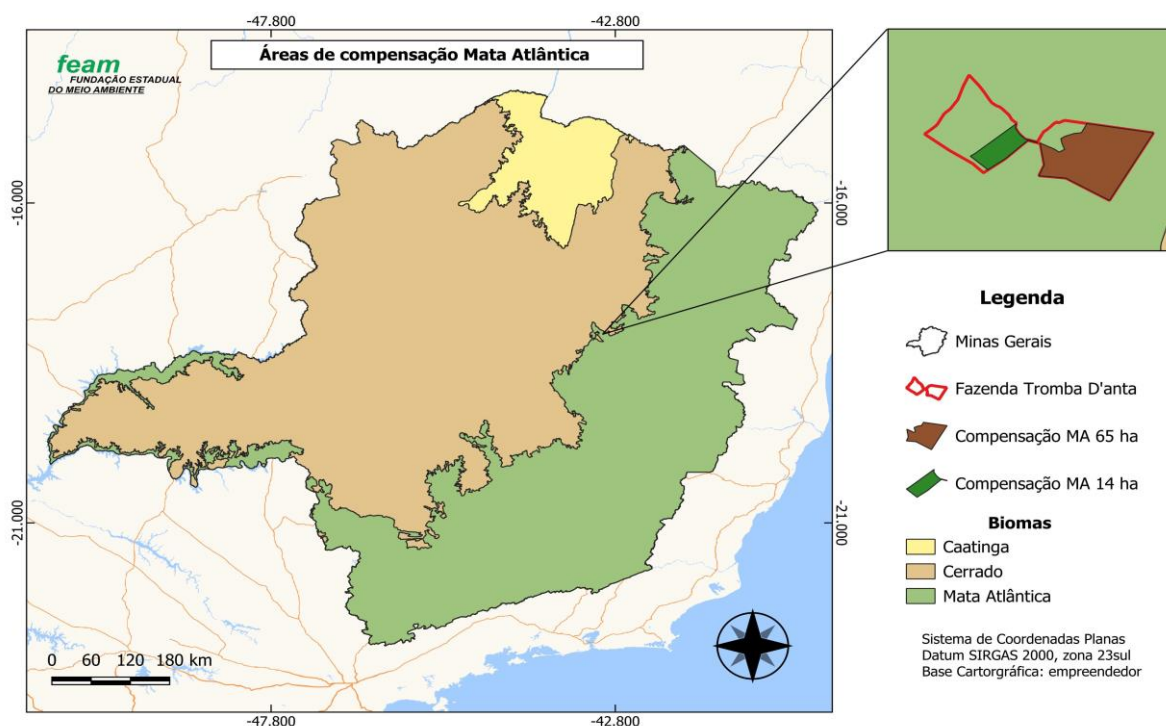 -47.800
-42.800
Áreas de compensação Mata Atlântica
feam
FUNDAÇÃO ESTADUAL
DO MEIO AMBIENTE
-16.000
-16.000
-21.000
-21.000
0 60 120 180 km
-47.800
-42.800
Legenda
Minas Gerais
Fazenda Tromba D'anta
Compensação MA 65 ha
Compensação MA 14 ha
Biomas
Caatinga
Cerrado
Mata Atlântica
Sistema de Coordenadas Planas
Datum SIRGAS 2000, zona 23sul
Base Cartorgráfica: empreendedor